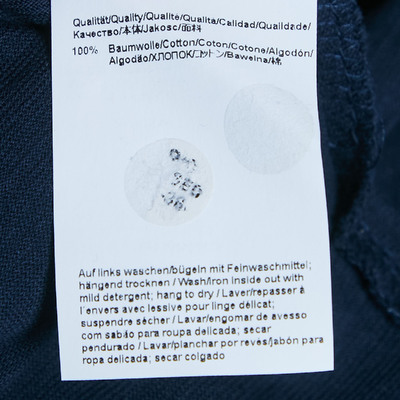 Qualität/Quality/Qualité/Qualita/Calidad/Qualidade/
Качество/本体/Jakosc/面料
100% Baumwolle/Cotton/Coton/Cotone/Algodón/
Algodão/ХЛОПОК/コットン/Bawelna/棉
Auf links waschen/bügeln mit Feinwaschmittel;
hängend trocknen / Wash/iron inside out with
mild detergent; hang to dry / Laver/repasser à
l'envers avec lessive pour linge délicat;
suspendre sécher / Lavar/engomar de avesso
com sabão para roupa delicada; secar
pendurado / Lavar/planchar por revés/jabón para
ropa delicada; secar colgado